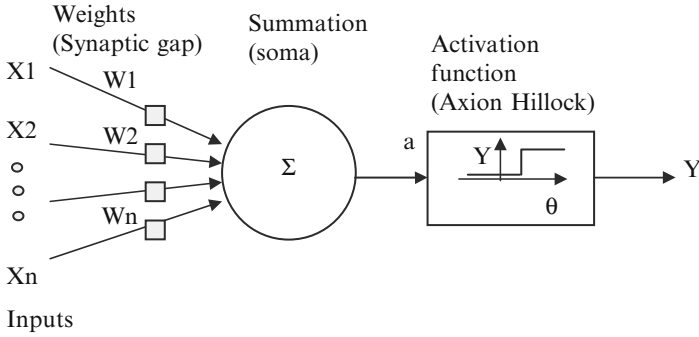 Weights
(Synaptic gap)
Summation
(soma)
Activation
function
(Axion Hillock)
X1
W1
X2
W2
Σ
a
Y
θ
Y
Wn
Xn
Inputs